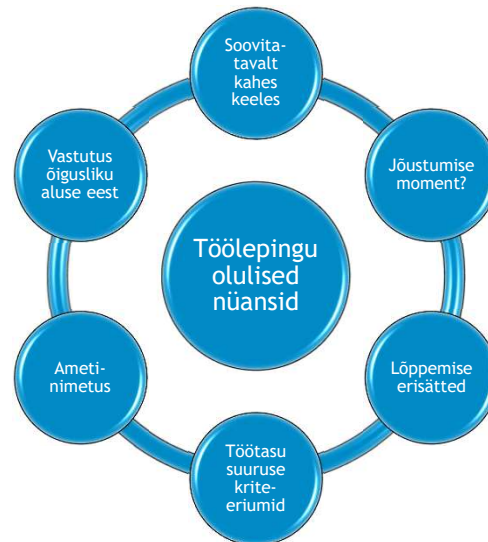 Soovita-
tavalt
kahes
keeles
Jõustumise
moment?
Lõppemise
erisätted
Töötasu
suuruse
krite-
eriumid
Ameti-
nimetus
Vastutus
õigusliku
aluse eest
Töölepingu
olulised
nüansid